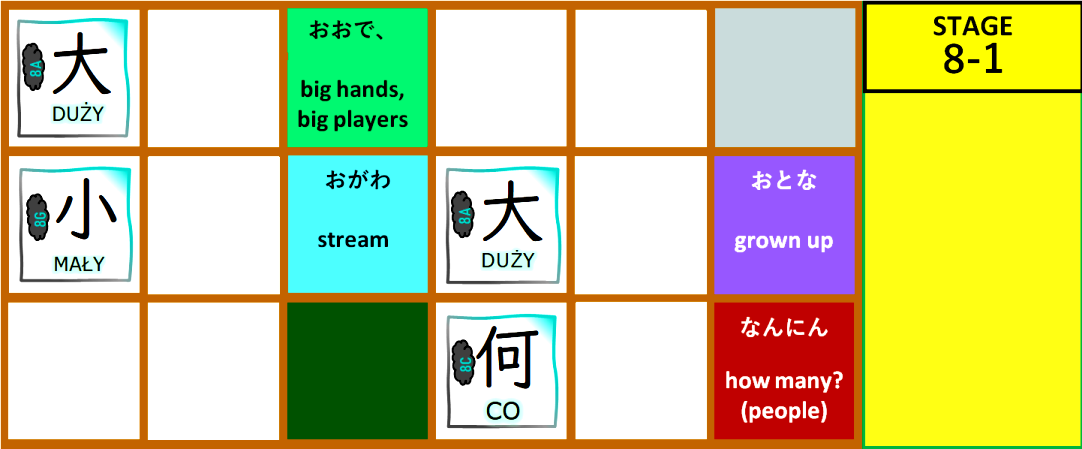 8A
大
DUŻY
おおで、
big hands,
big players
STAGE
8-1
8G
小
MAŁY
おがわ
stream
8A
大
DUŻY
おとな
grown up
8C
何
CO
なんにん
how many?
(people)